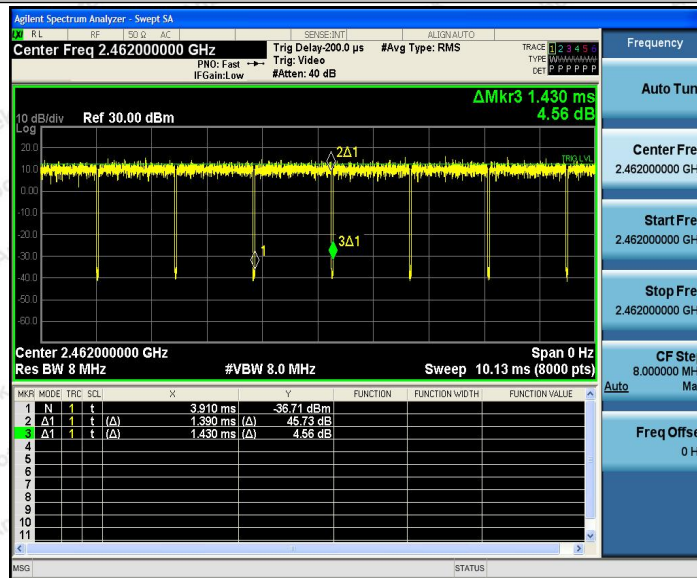 Agilent Spectrum Analyzer - Swept SA
LXI RL RF 50 Ω AC SENSE:INT ALIGN AUTO
Center Freq 2.462000000 GHz
PNO: Fast
IFGain:Low
Trig Delay-200.0 µs
Trig: Video
#Atten: 40 dB
#Avg Type: RMS
TRACE 1 2 3 4 5 6
TYPE WWWWWW
DET P P P P P P
ΔMkr3 1.430 ms
4.56 dB
10 dB/div Ref 30.00 dBm
Log
20.0
10.0
0.00
-10.0
-20.0
-30.0
-40.0
-50.0
-60.0
2Δ1
TRIG LVL
1
3Δ1
Center 2.462000000 GHz Span 0 Hz
Res BW 8 MHz #VBW 8.0 MHz Sweep 10.13 ms (8000 pts)
MKR MODE TRC SCL X Y FUNCTION FUNCTION WIDTH FUNCTION VALUE
1 N 1 t 3.910 ms -36.71 dBm
2 Δ1 1 t (Δ) 1.390 ms (Δ) 45.73 dB
3 Δ1 1 t (Δ) 1.430 ms (Δ) 4.56 dB
4
5
6
7
8
9
10
11
MSG STATUS
Frequency
Auto Tun
Center Fre
2.462000000 GH
Start Fre
2.462000000 GH
Stop Fre
2.462000000 GH
CF Ste
8.000000 MH
Auto Ma
Freq Offse
0 H